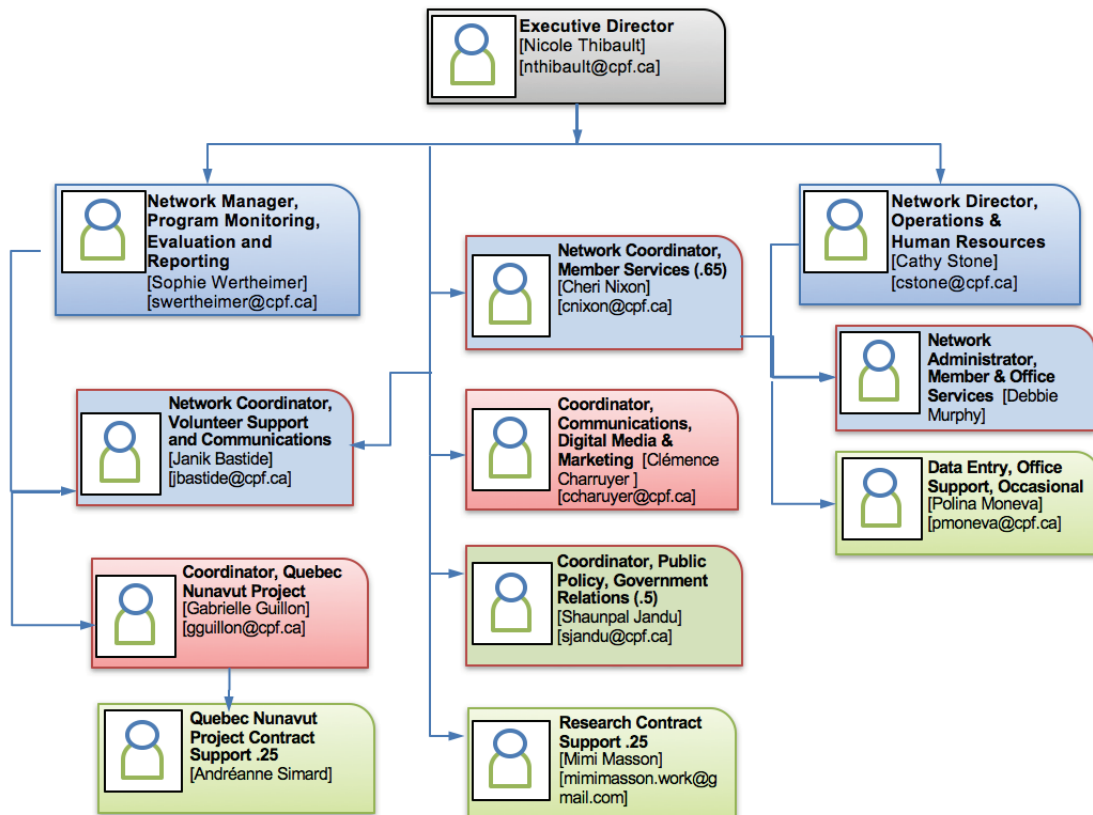 Executive Director
[Nicole Thibault]
[nthibault@cpf.ca]
Network Manager,
Program Monitoring,
Evaluation and
Reporting
[Sophie Wertheimer]
[swertheimer@cpf.ca]
Network Director,
Operations &
Human Resources
[Cathy Stone]
[cstone@cpf.ca]
Network Coordinator,
Member Services (.65)
[Cheri Nixon]
[cnixon@cpf.ca]
Network
Administrator,
Member & Office
Services [Debbie
Murphy]
Network Coordinator,
Volunteer Support
and Communications
[Janik Bastide]
[jbastide@cpf.ca]
Coordinator,
Communications,
Digital Media &
Marketing [Clémence
Charruyer ]
[ccharuyer@cpf.ca]
Data Entry, Office
Support, Occasional
[Polina Moneva]
[pmoneva@cpf.ca]
Coordinator, Quebec
Nunavut Project
[Gabrielle Guillon]
[gguillon@cpf.ca]
Coordinator, Public
Policy, Government
Relations (.5)
[Shaunpal Jandu]
[sjandu@cpf.ca]
Quebec Nunavut
Project Contract
Support .25
[Andréanne Simard]
Research Contract
Support .25
[Mimi Masson]
[mimimasson.work@g
mail.com]